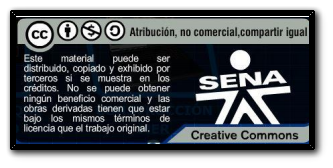 cc Atribución, no comercial,compartir igual
Este material puede ser
distribuido, copiado y exhibido por
terceros si se muestra en los
créditos. No se puede obtener
ningún beneficio comercial y las
obras derivadas tienen que estar
bajo los mismos términos de
licencia que el trabajo original.
SENA
Creative Commons